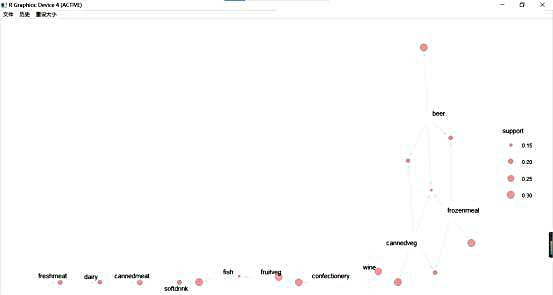 R Graphics Device 4 (ACTIVE)
文件 历史 重设大小
beer
support
0.15
0.20
0.25
0.30
frozenmeal
cannedveg
wine
fish
fruitveg
confectionery
freshmeat
dairy
cannedmeat
softdrink